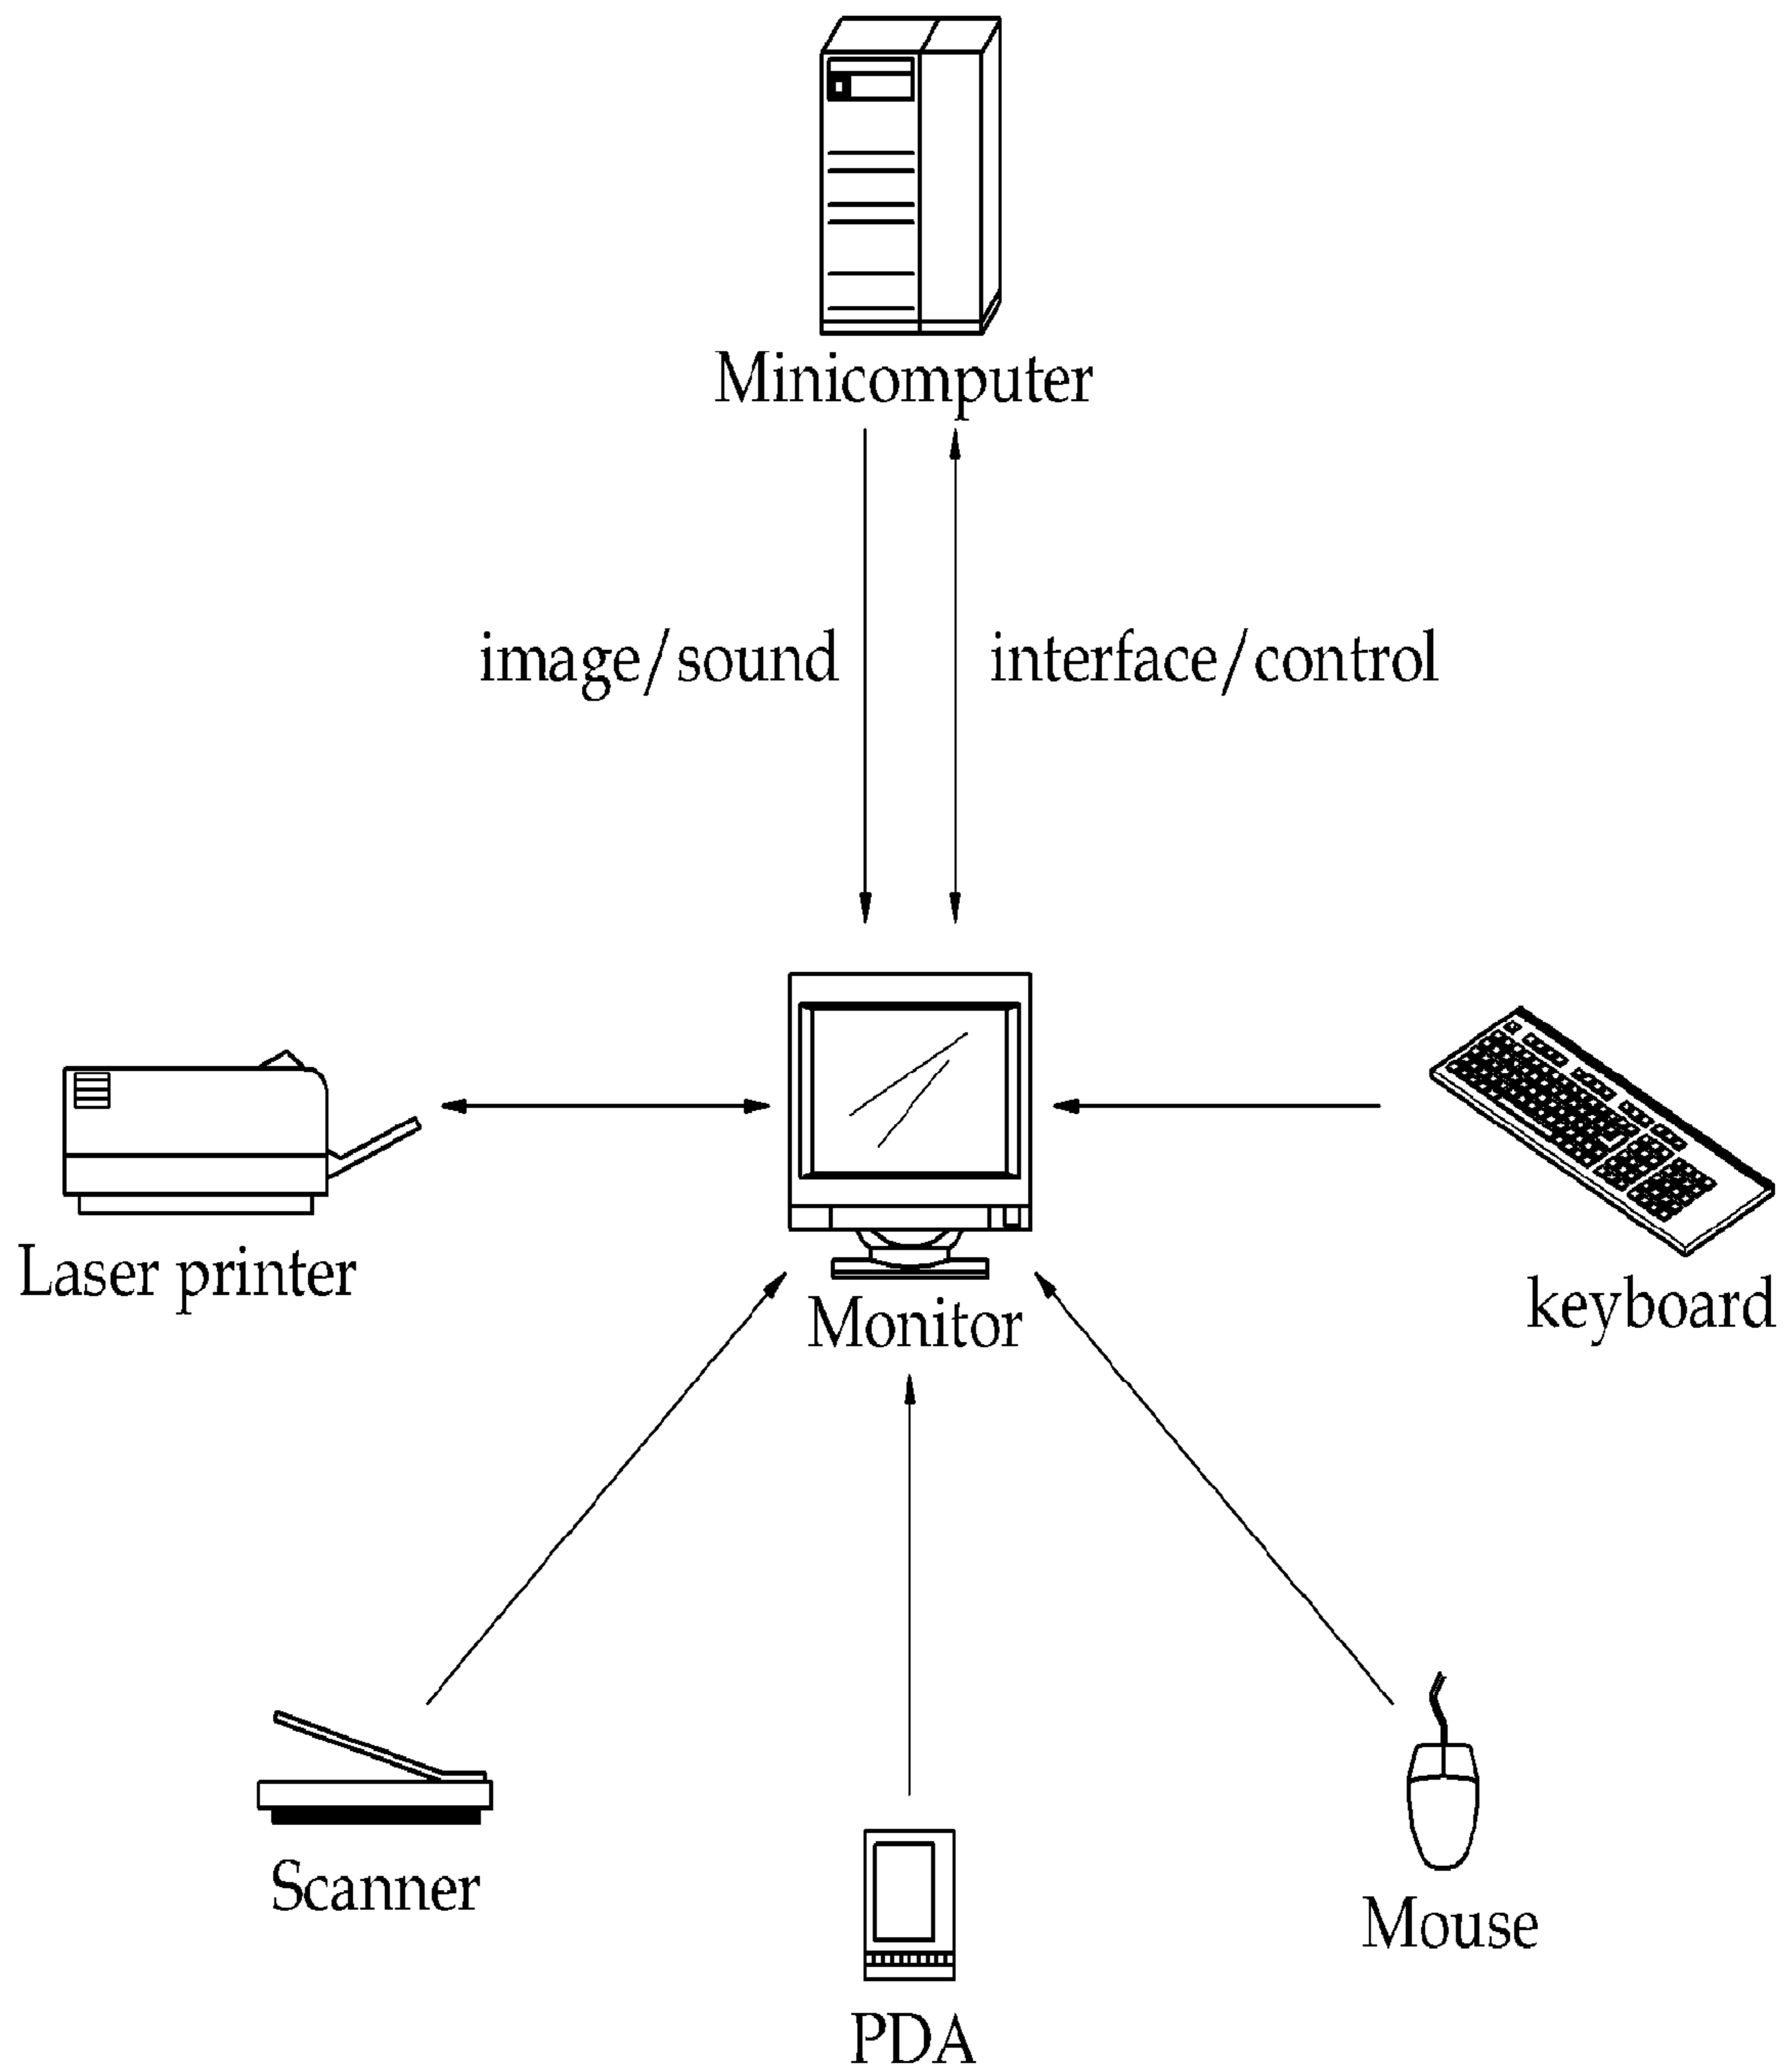 Minicomputer
image/sound
interface/control
Laser printer
Monitor
keyboard
Scanner
PDA
Mouse